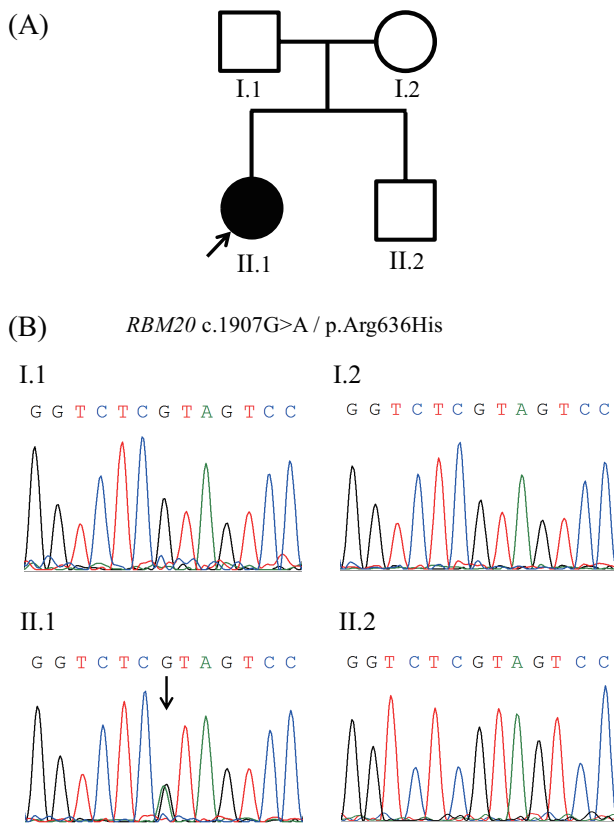 (A)
I.1 I.2
II.1 II.2
(B) RBM20 c.1907G>A / p.Arg636His
I.1 I.2
G G T C T C G T A G T C C G G T C T C G T A G T C C
II.1 II.2
G G T C T C G T A G T C C G G T C T C G T A G T C C